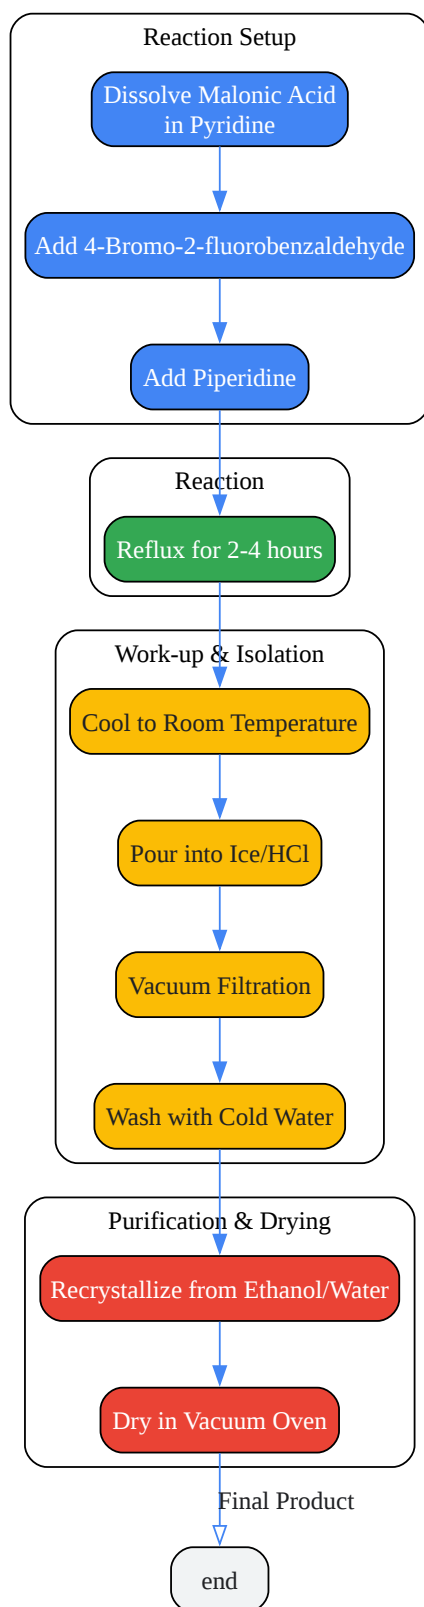 Reaction Setup
Dissolve Malonic Acid
in Pyridine
Add 4-Bromo-2-fluorobenzaldehyde
Add Piperidine
Reaction
Reflux for 2-4 hours
Work-up & Isolation
Cool to Room Temperature
Pour into Ice/HCl
Vacuum Filtration
Wash with Cold Water
Purification & Drying
Recrystallize from Ethanol/Water
Dry in Vacuum Oven
Final Product
end